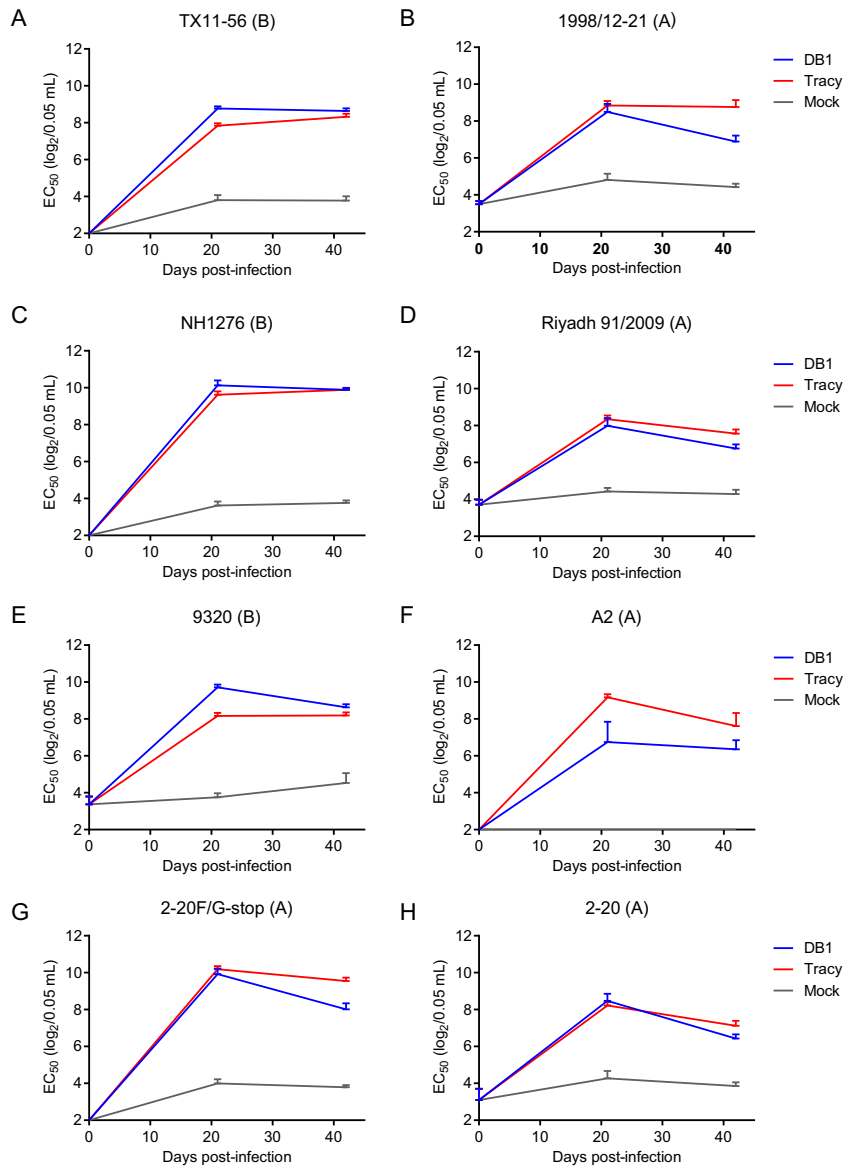 A
TX11-56 (B)
EC50 (log2/0.05 mL)
12
10
8
6
4
2
0 10 20 30 40
Days post-infection
B
1998/12-21 (A)
EC50 (log2/0.05 mL)
12
10
8
6
4
2
0 10 20 30 40
Days post-infection
DB1
Tracy
Mock
C
NH1276 (B)
EC50 (log2/0.05 mL)
12
10
8
6
4
2
0 10 20 30 40
Days post-infection
D
Riyadh 91/2009 (A)
EC50 (log2/0.05 mL)
12
10
8
6
4
2
0 10 20 30 40
Days post-infection
DB1
Tracy
Mock
E
9320 (B)
EC50 (log2/0.05 mL)
12
10
8
6
4
2
0 10 20 30 40
Days post-infection
F
A2 (A)
EC50 (log2/0.05 mL)
12
10
8
6
4
2
0 10 20 30 40
Days post-infection
DB1
Tracy
Mock
G
2-20F/G-stop (A)
EC50 (log2/0.05 mL)
12
10
8
6
4
2
0 10 20 30 40
Days post-infection
H
2-20 (A)
EC50 (log2/0.05 mL)
12
10
8
6
4
2
0 10 20 30 40
Days post-infection
DB1
Tracy
Mock